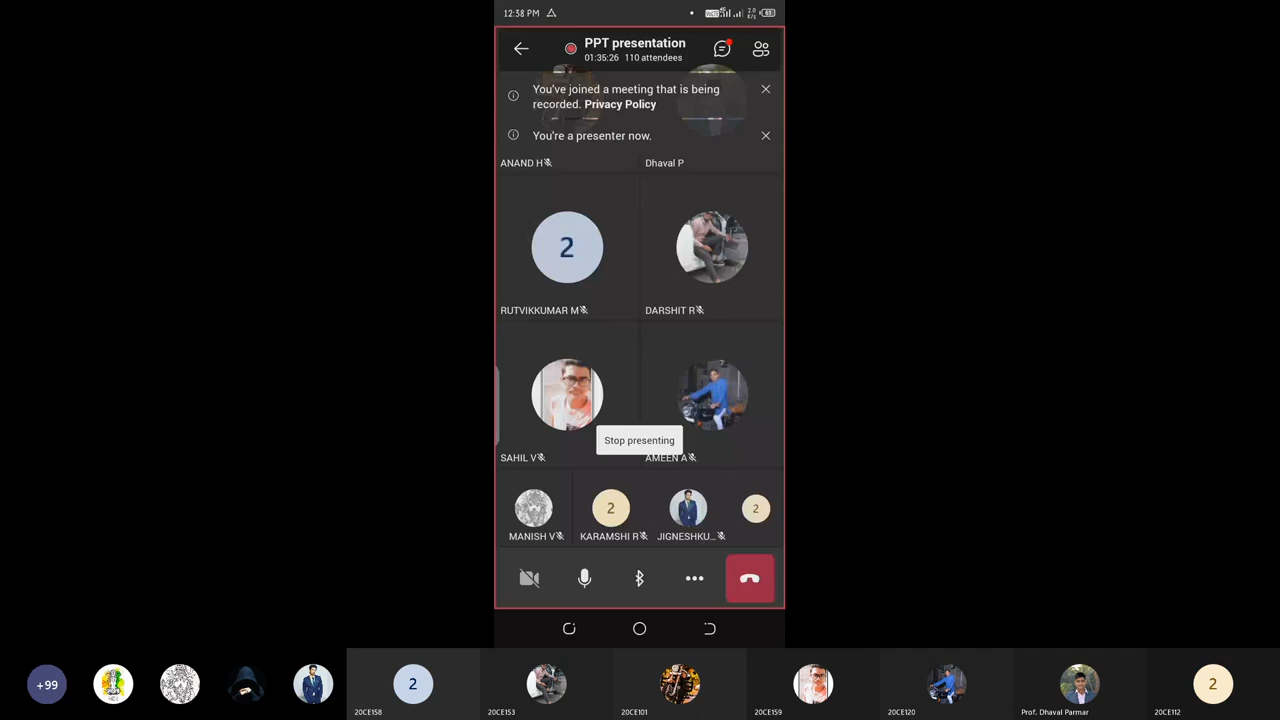 12:38 PM
2.0
K/s
PPT presentation
01:35:26 110 attendees
You've joined a meeting that is being
recorded. Privacy Policy
You're a presenter now.
ANAND H
Dhaval P
2
RUTVIKKUMAR M
DARSHIT R
Stop presenting
SAHIL V
AMEEN A
2
2
MANISH V
KARAMSHI R
JIGNESHKU...
+99
2
2
20CE158
20CE153
20CE101
20CE159
20CE120
Prof. Dhaval Parmar
20CE112